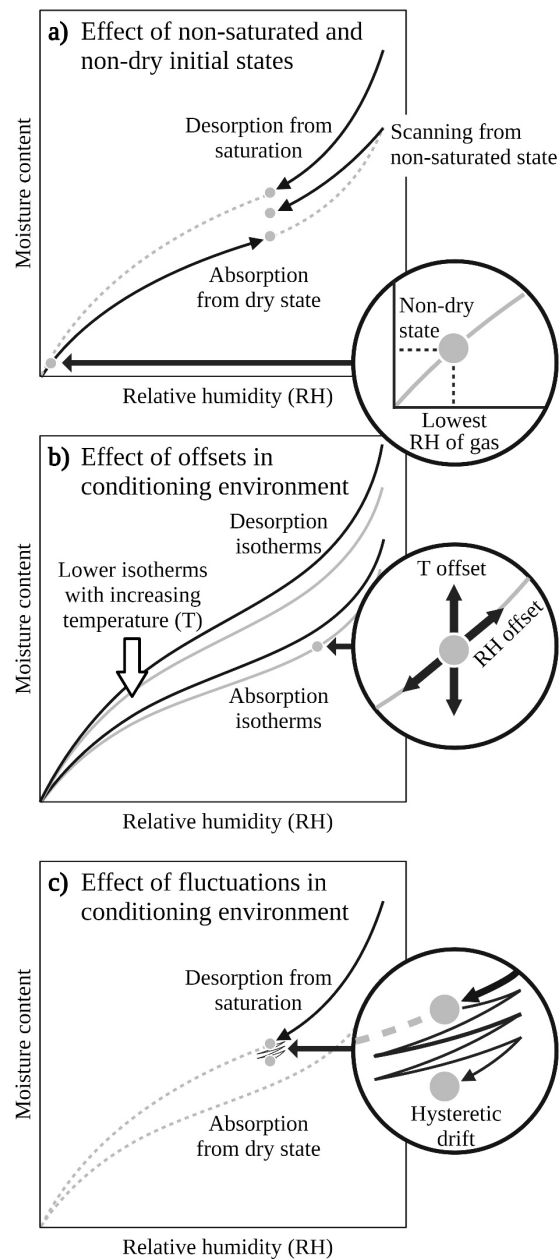 a) Effect of non-saturated and
non-dry initial states
Desorption from
saturation
Scanning from
non-saturated state
Absorption
from dry state
Moisture content
Relative humidity (RH)
Non-dry
state
Lowest
RH of gas
b) Effect of offsets in
conditioning environment
Desorption
isotherms
Lower isotherms
with increasing
temperature (T)
Absorption
isotherms
Moisture content
Relative humidity (RH)
T offset
RH offset
c) Effect of fluctuations in
conditioning environment
Desorption from
saturation
Absorption
from dry state
Moisture content
Relative humidity (RH)
Hysteretic
drift